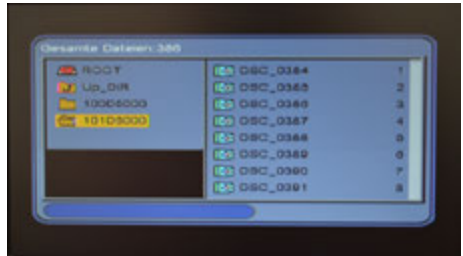 Gesamte Dateien: 386
ROOT
Up_DIR
100D5000
101D5000
DSC_0384 1
DSC_0385 2
DSC_0386 3
DSC_0387 4
DSC_0388 5
DSC_0389 6
DSC_0390 7
DSC_0391 8